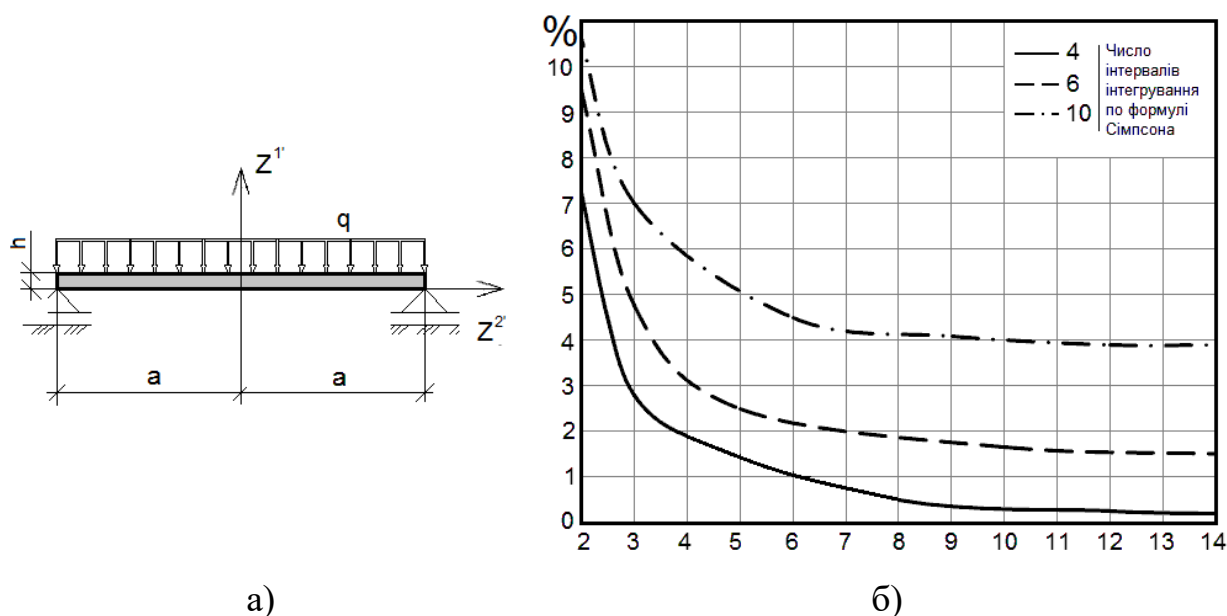 Z1'
q
h
Z2'
a a
а)
%
10
9
8
7
6
5
4
3
2
1
0
2 3 4 5 6 7 8 9 10 11 12 13 14
4
6
10
Число
інтервалів
інтегрування
по формулі
Сімпсона
б)